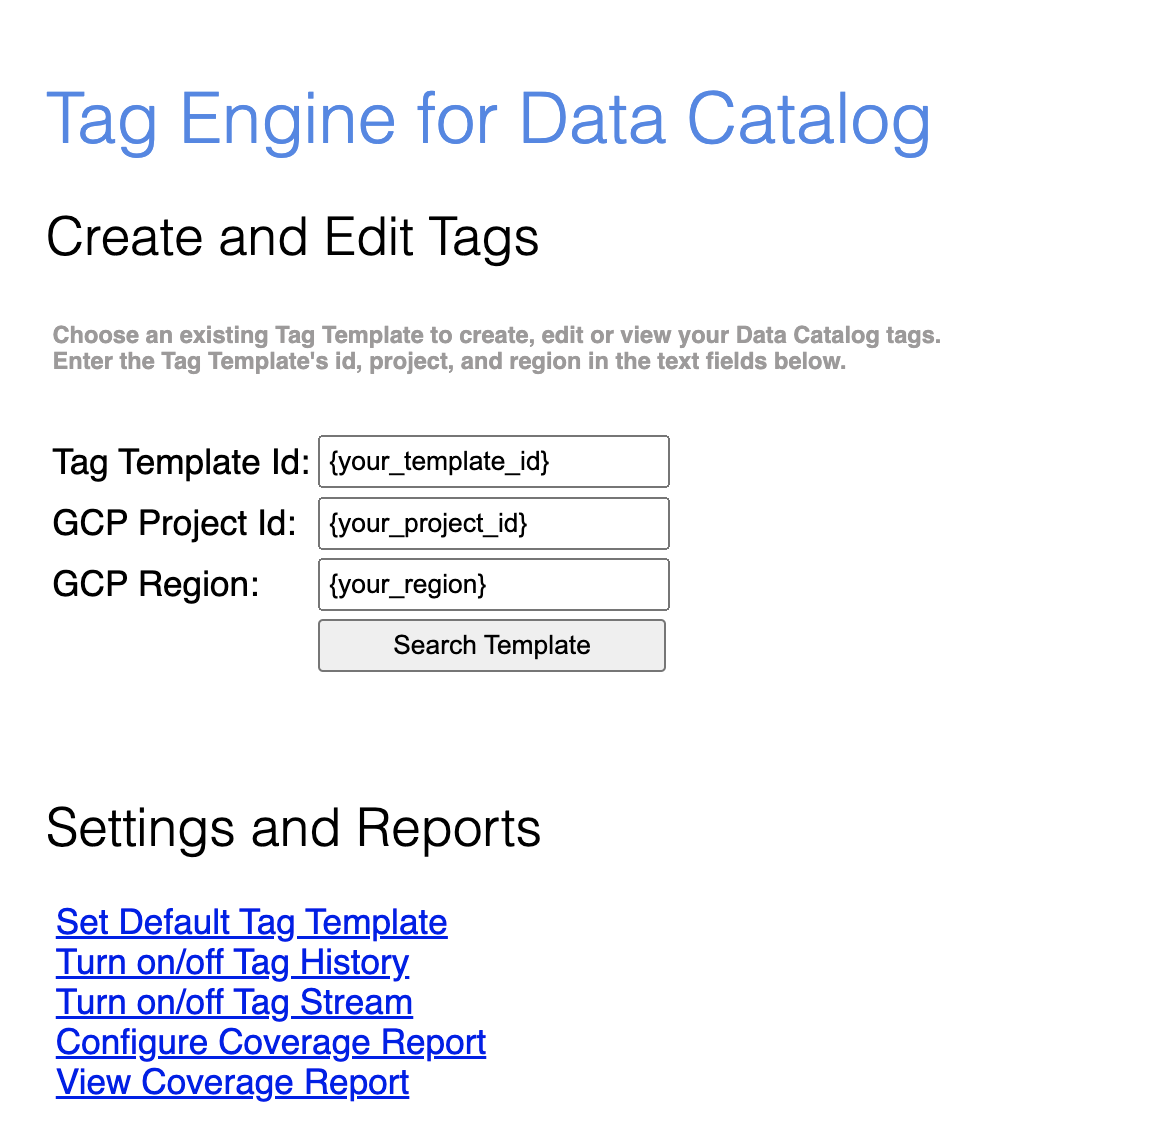 Tag Engine for Data Catalog
Create and Edit Tags
Choose an existing Tag Template to create, edit or view your Data Catalog tags.
Enter the Tag Template's id, project, and region in the text fields below.
Tag Template Id: {your_template_id}
GCP Project Id: {your_project_id}
GCP Region: {your_region}
Search Template
Settings and Reports
Set Default Tag Template
Turn on/off Tag History
Turn on/off Tag Stream
Configure Coverage Report
View Coverage Report